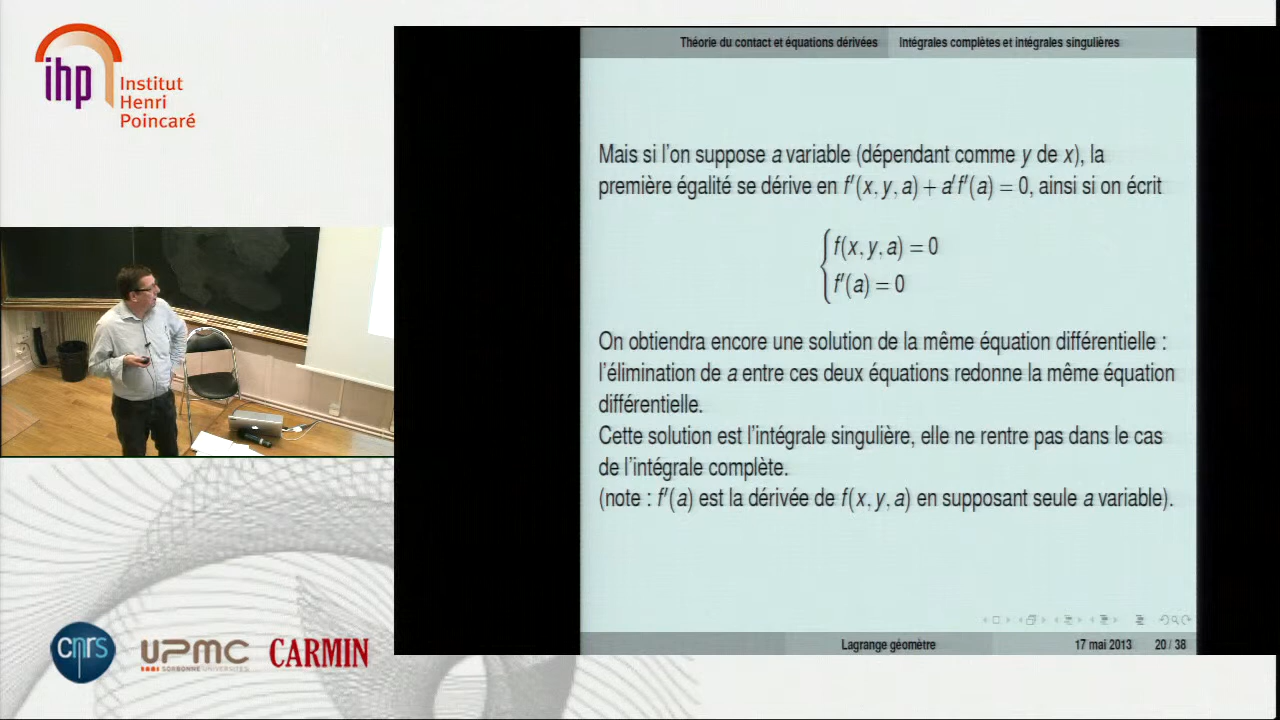 ihp
Institut
Henri
Poincaré
Théorie du contact et équations dérivées Intégrales complètes et intégrales singulières
Mais si l'on suppose a variable (dépendant comme y de x), la
première égalité se dérive en f′(x, y, a) + a′f′(a) = 0, ainsi si on écrit
f(x, y, a) = 0
f′(a) = 0
On obtiendra encore une solution de la même équation différentielle :
l'élimination de a entre ces deux équations redonne la même équation
différentielle.
Cette solution est l'intégrale singulière, elle ne rentre pas dans le cas
de l'intégrale complète.
(note : f′(a) est la dérivée de f(x, y, a) en supposant seule a variable).
Lagrange géomètre 17 mai 2013 20 / 38
cnrs UPMC CARMIN
SORBONNE UNIVERSITÉS